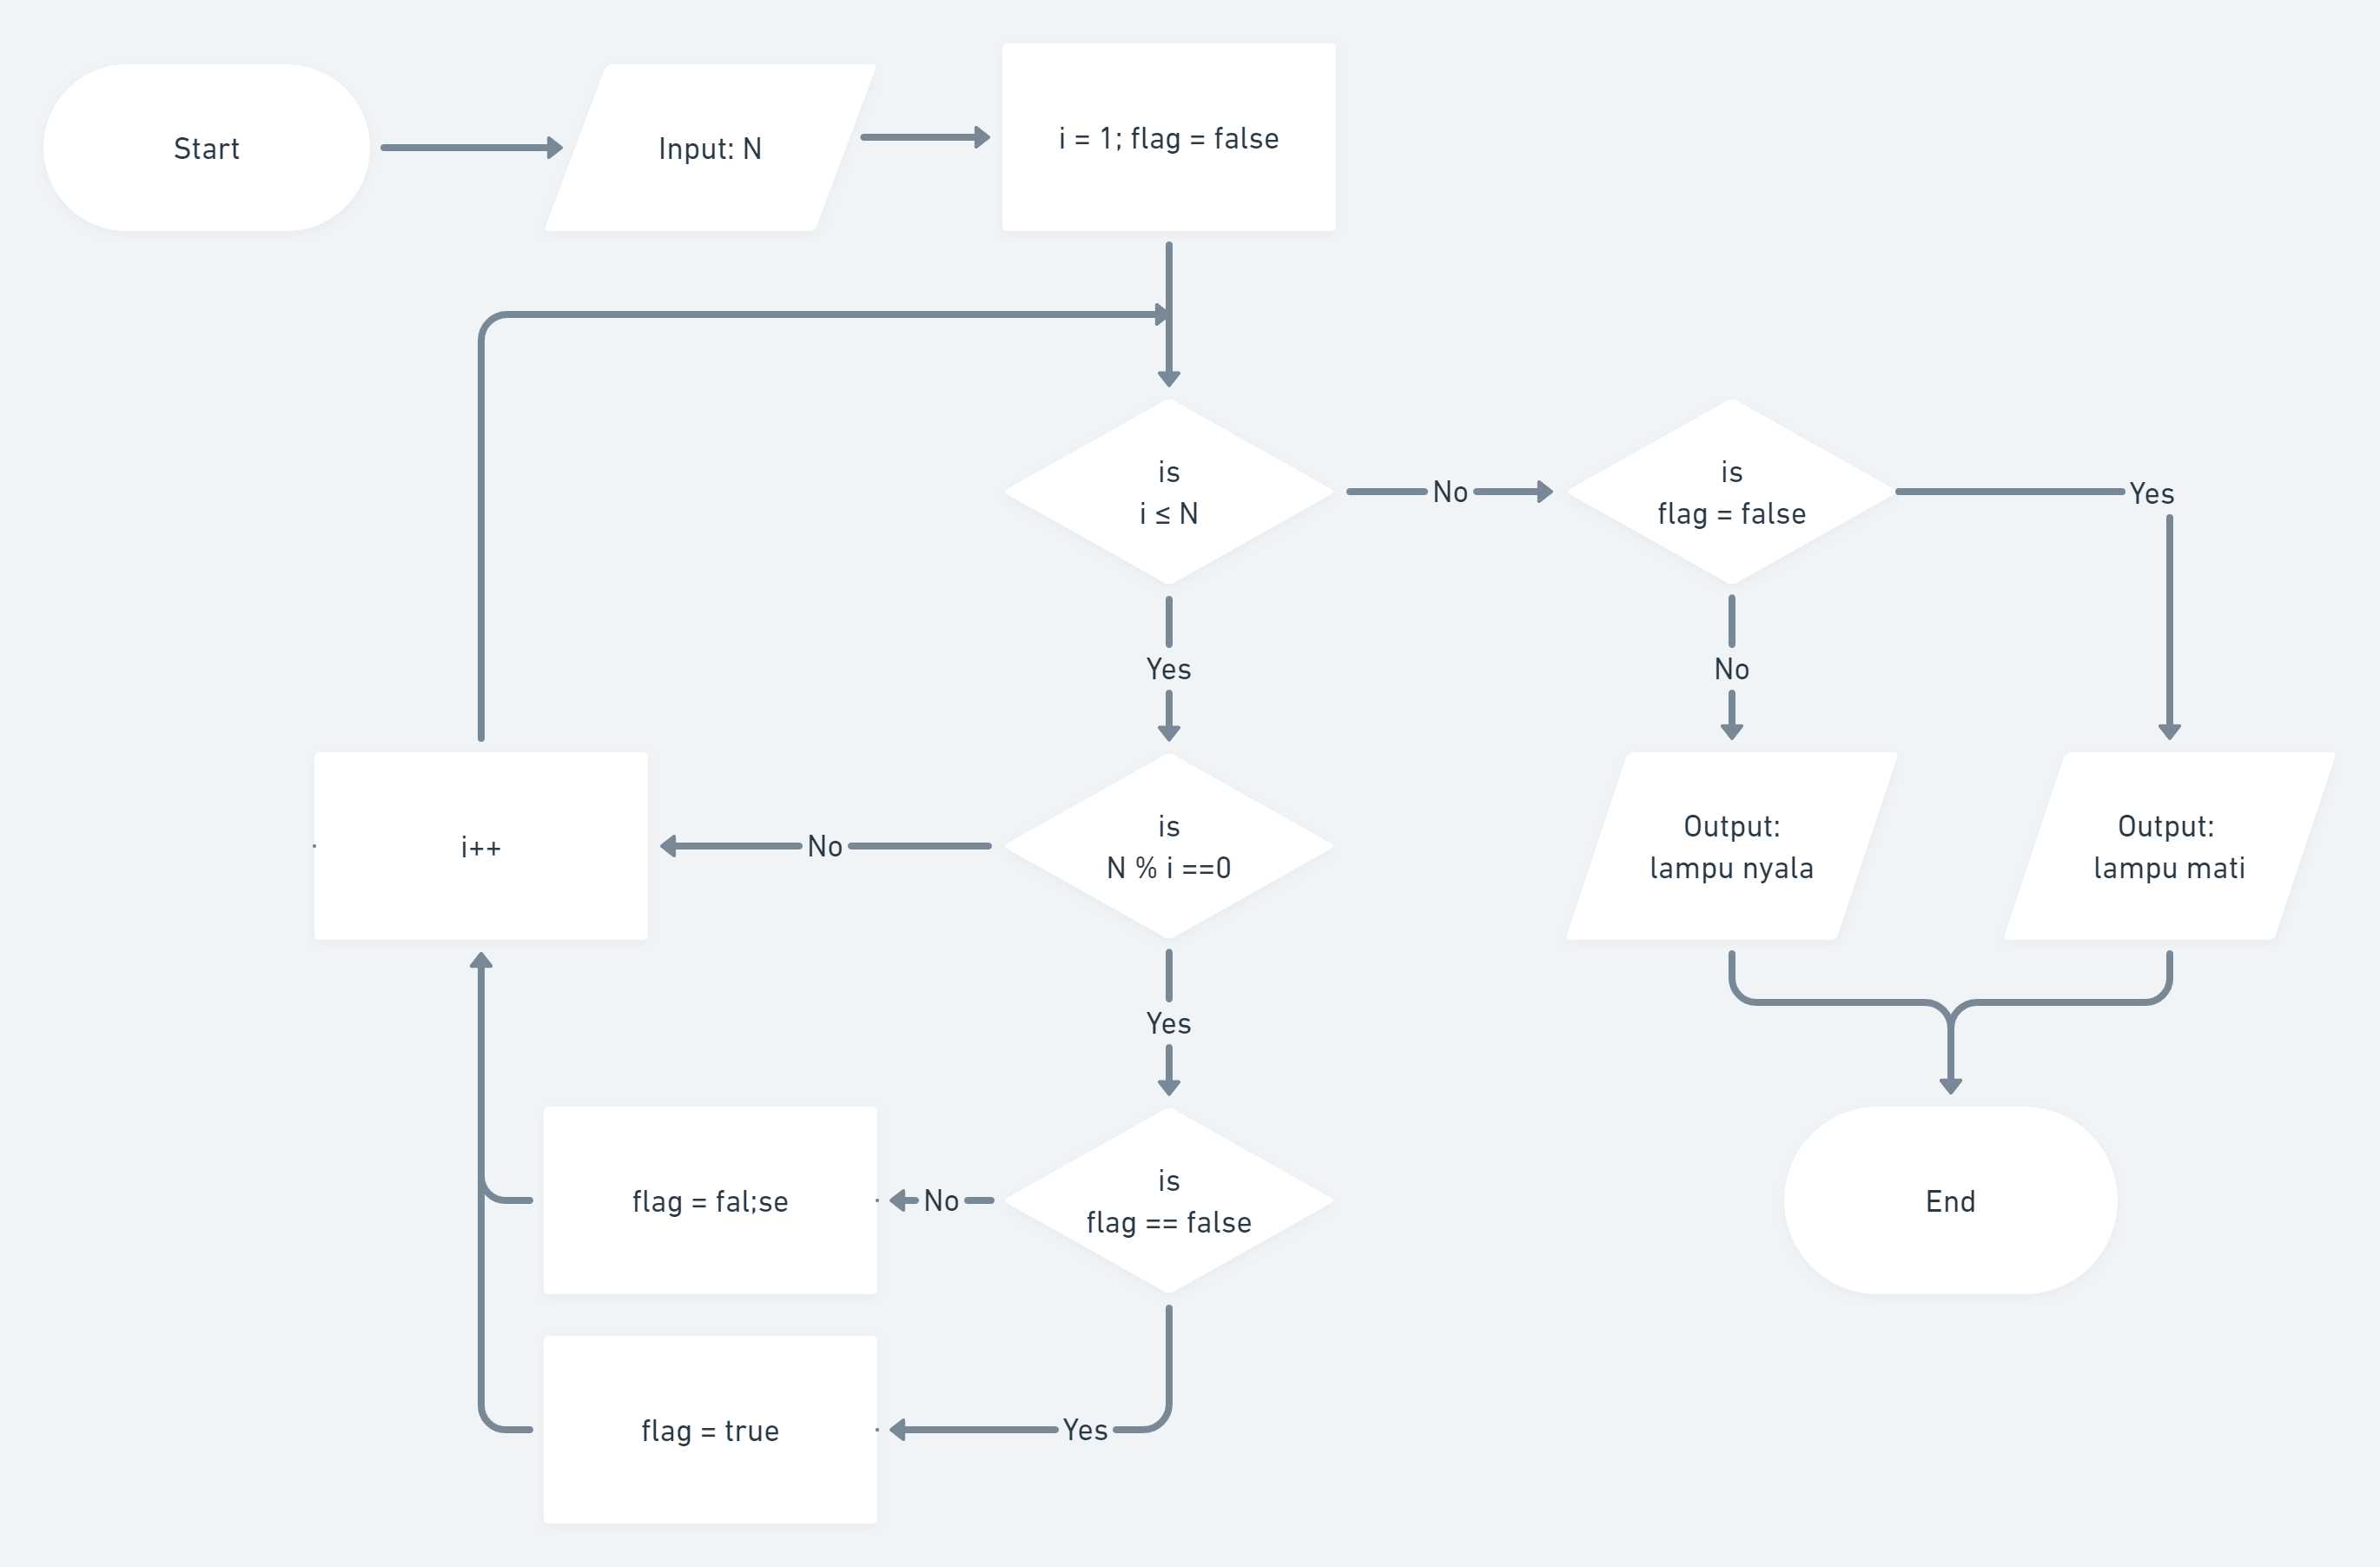 Start
Input: N
i = 1; flag = false
is
i ≤ N
No
is
flag = false
Yes
Yes
No
i++
No
is
N % i ==0
Output:
lampu nyala
Output:
lampu mati
Yes
flag = fal;se
No
is
flag == false
End
flag = true
Yes